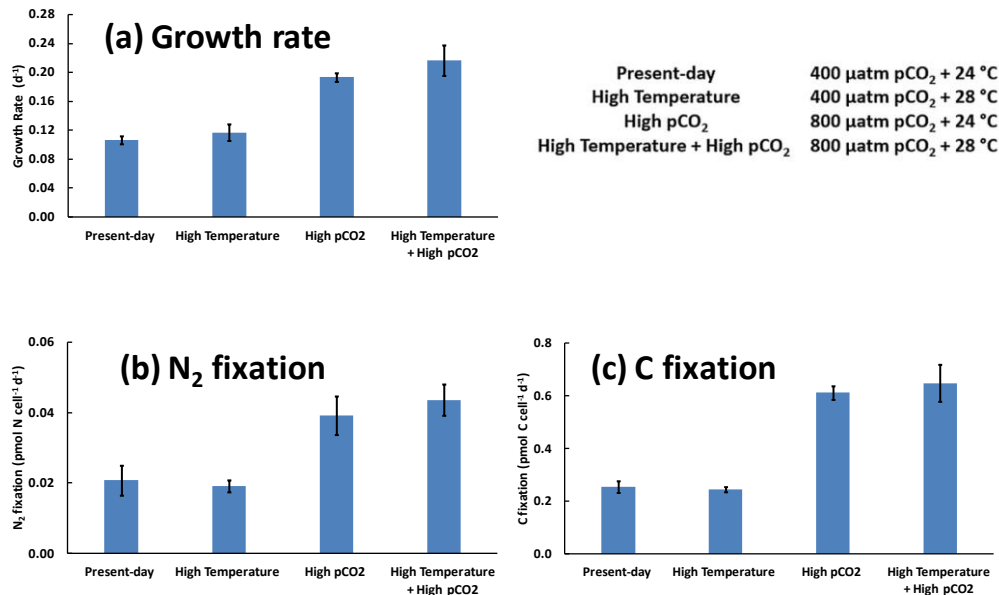 (a) Growth rate
Growth Rate (d⁻¹)
0.28
0.24
0.20
0.16
0.12
0.08
0.04
0.00
Present-day
High Temperature
High pCO2
High Temperature
+ High pCO2
Present-day 400 µatm pCO₂ + 24 °C
High Temperature 400 µatm pCO₂ + 28 °C
High pCO₂ 800 µatm pCO₂ + 24 °C
High Temperature + High pCO₂ 800 µatm pCO₂ + 28 °C
(b) N₂ fixation
N₂ fixation (pmol N cell⁻¹ d⁻¹)
0.06
0.04
0.02
0.00
Present-day
High Temperature
High pCO2
High Temperature
+ High pCO2
(c) C fixation
C fixation (pmol C cell⁻¹ d⁻¹)
0.8
0.6
0.4
0.2
0.0
Present-day
High Temperature
High pCO2
High Temperature
+ High pCO2